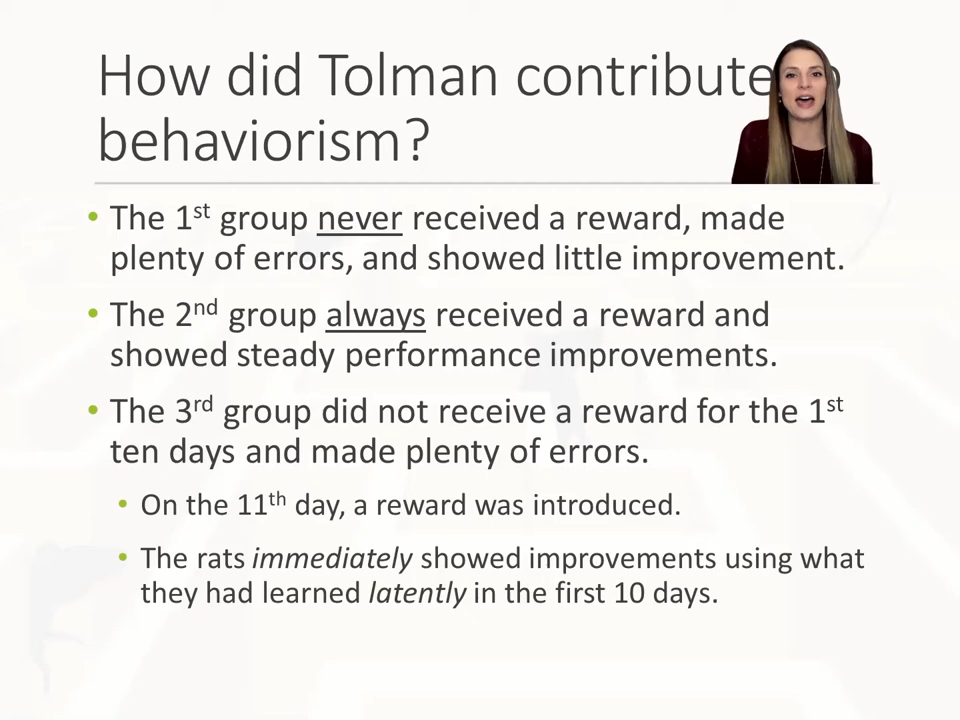 How did Tolman contribute
behaviorism?
• The 1st group never received a reward, made
plenty of errors, and showed little improvement.
• The 2nd group always received a reward and
showed steady performance improvements.
• The 3rd group did not receive a reward for the 1st
ten days and made plenty of errors.
• On the 11th day, a reward was introduced.
• The rats immediately showed improvements using what
they had learned latently in the first 10 days.